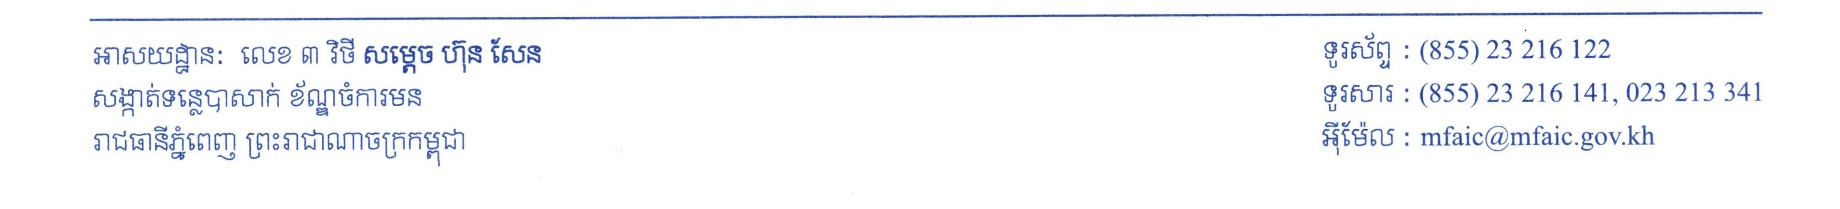 អាសយដ្ឋាន: លេខ ៣ វិថី សម្តេច ហ៊ុន សែន
សង្កាត់ទន្លេបាសាក់ ខ័ណ្ឌចំការមន
រាជធានីភ្នំពេញ ព្រះរាជាណាចក្រកម្ពុជា
ទូរស័ព្ទ : (855) 23 216 122
ទូរសារ : (855) 23 216 141, 023 213 341
អ៊ីម៉ែល : mfaic@mfaic.gov.kh